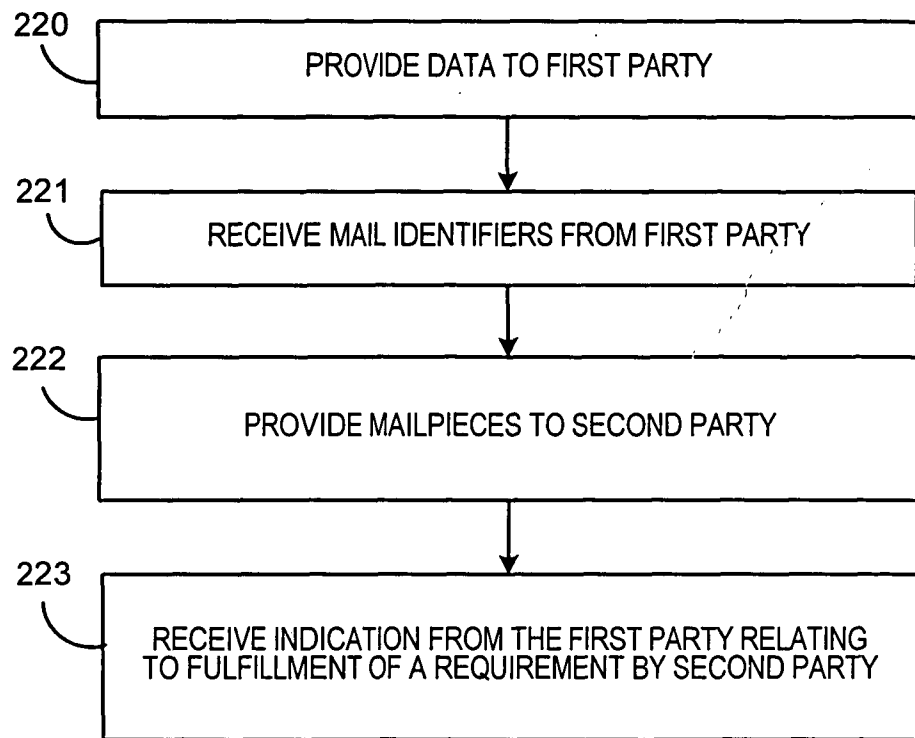 220
PROVIDE DATA TO FIRST PARTY
221
RECEIVE MAIL IDENTIFIERS FROM FIRST PARTY
222
PROVIDE MAILPIECES TO SECOND PARTY
223
RECEIVE INDICATION FROM THE FIRST PARTY RELATING
TO FULFILLMENT OF A REQUIREMENT BY SECOND PARTY